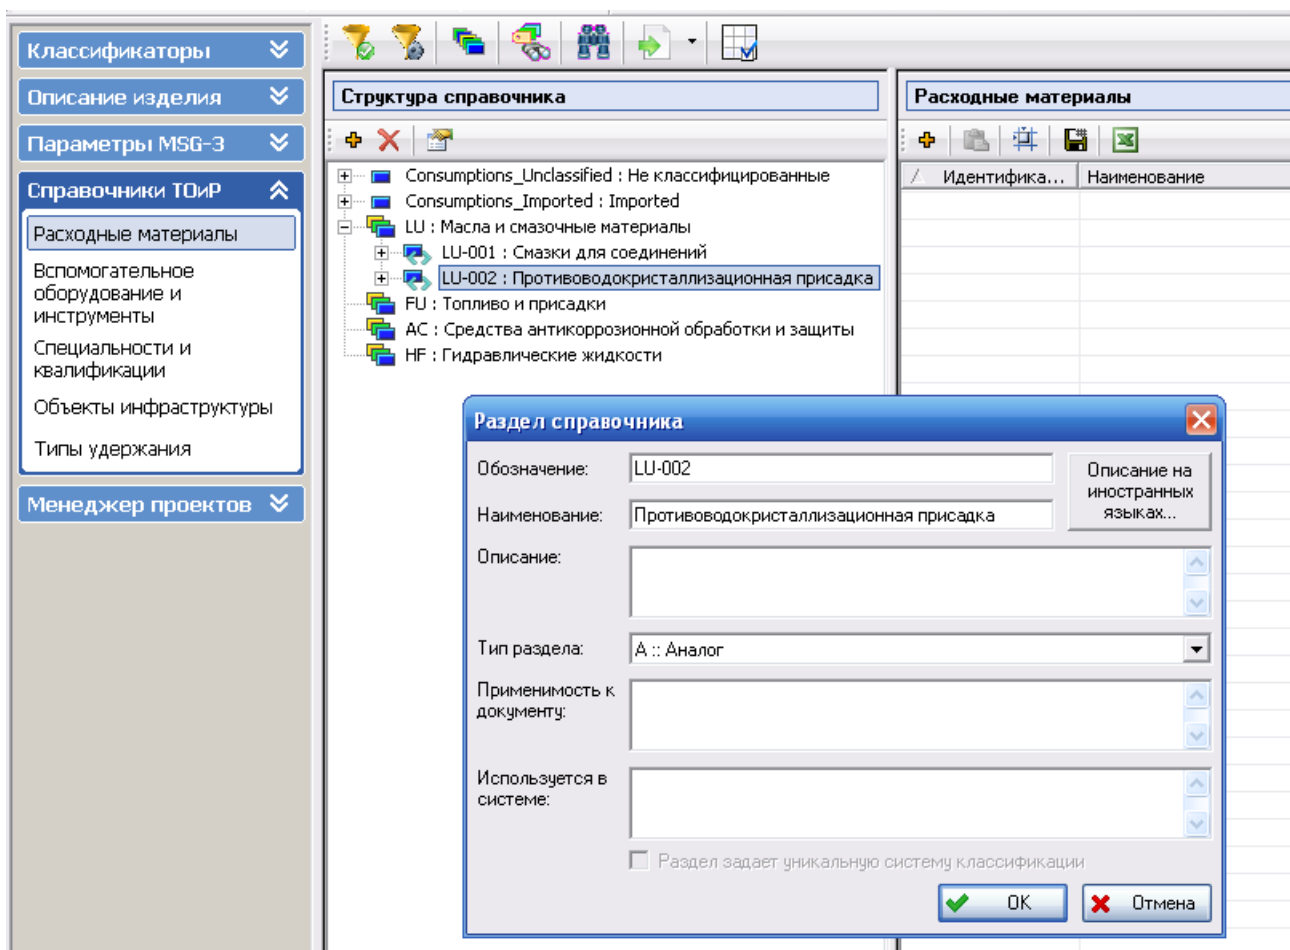 Классификаторы
Описание изделия
Параметры MSG-3
Справочники ТОиР
Расходные материалы
Вспомогательное
оборудование и
инструменты
Специальности и
квалификации
Объекты инфраструктуры
Типы удержания
Менеджер проектов
Структура справочника
Consumptions_Unclassified : Не классифицированные
Consumptions_Imported : Imported
LU : Масла и смазочные материалы
LU-001 : Смазки для соединений
LU-002 : Противоводокристаллизационная присадка
FU : Топливо и присадки
AC : Средства антикоррозионной обработки и защиты
HF : Гидравлические жидкости
Расходные материалы
Идентифика... Наименование
Раздел справочника
Обозначение: LU-002
Описание на
иностранных
языках...
Наименование: Противоводокристаллизационная присадка
Описание:
Тип раздела: А :: Аналог
Применимость к
документу:
Используется в
системе:
Раздел задает уникальную систему классификации
OK
Отмена